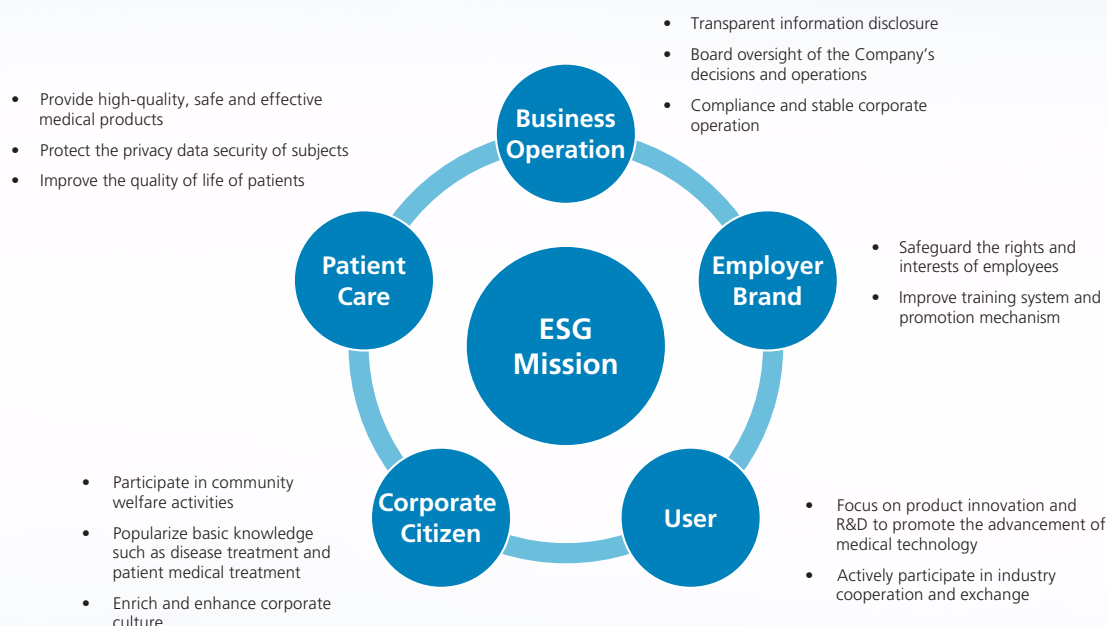 • Transparent information disclosure
• Board oversight of the Company's
decisions and operations
• Compliance and stable corporate
operation
Business
Operation
• Provide high-quality, safe and effective
medical products
• Protect the privacy data security of subjects
• Improve the quality of life of patients
Patient
Care
Employer
Brand
• Safeguard the rights and
interests of employees
• Improve training system and
promotion mechanism
ESG
Mission
• Participate in community
welfare activities
• Popularize basic knowledge
such as disease treatment and
patient medical treatment
• Enrich and enhance corporate
culture
Corporate
Citizen
User
• Focus on product innovation and
R&D to promote the advancement of
medical technology
• Actively participate in industry
cooperation and exchange